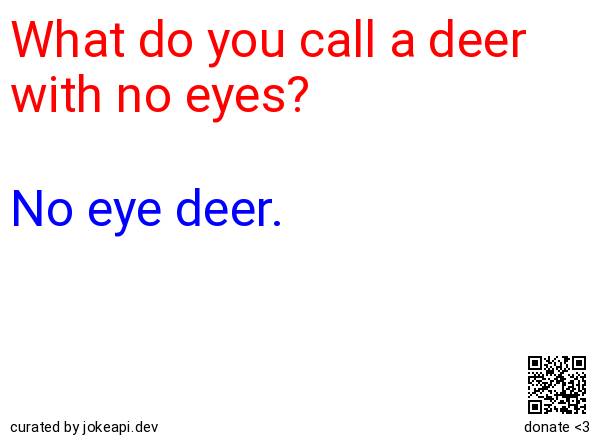 What do you call a deer
with no eyes?
No eye deer.
curated by jokeapi.dev
donate <3